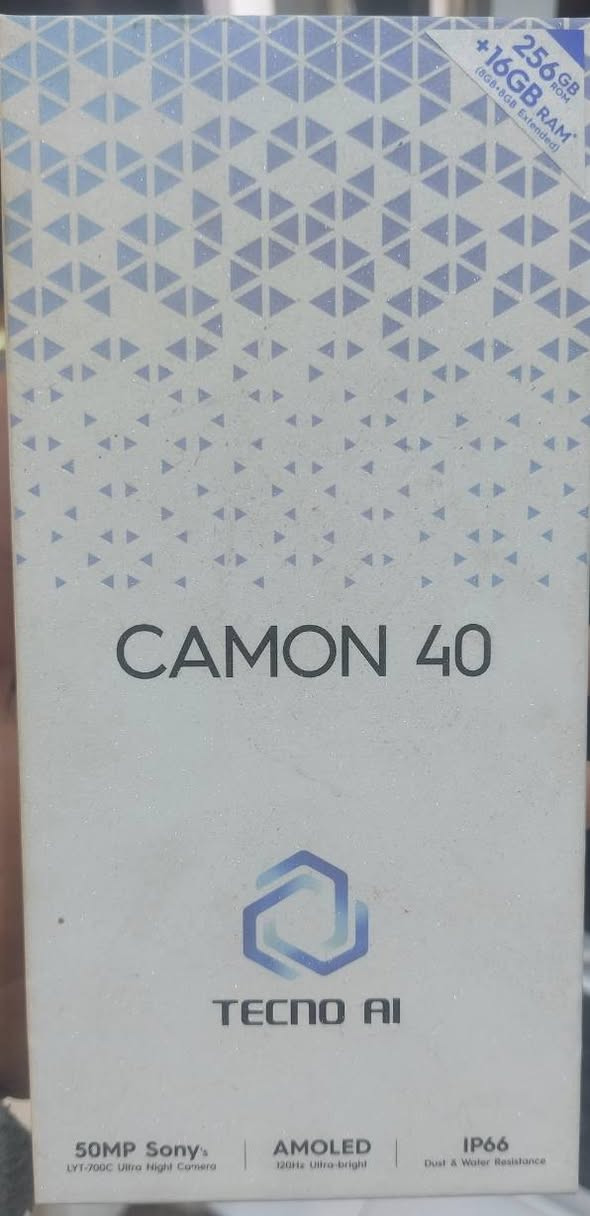 256GB
ROM
+16GB RAM*
(8GB+8GB Extended)
CAMON 40
TECNO AI
50MP Sony's
LYT-700C Ultra Night Camera
AMOLED
120Hz Ultra-bright
IP66
Dust & Water Resistance